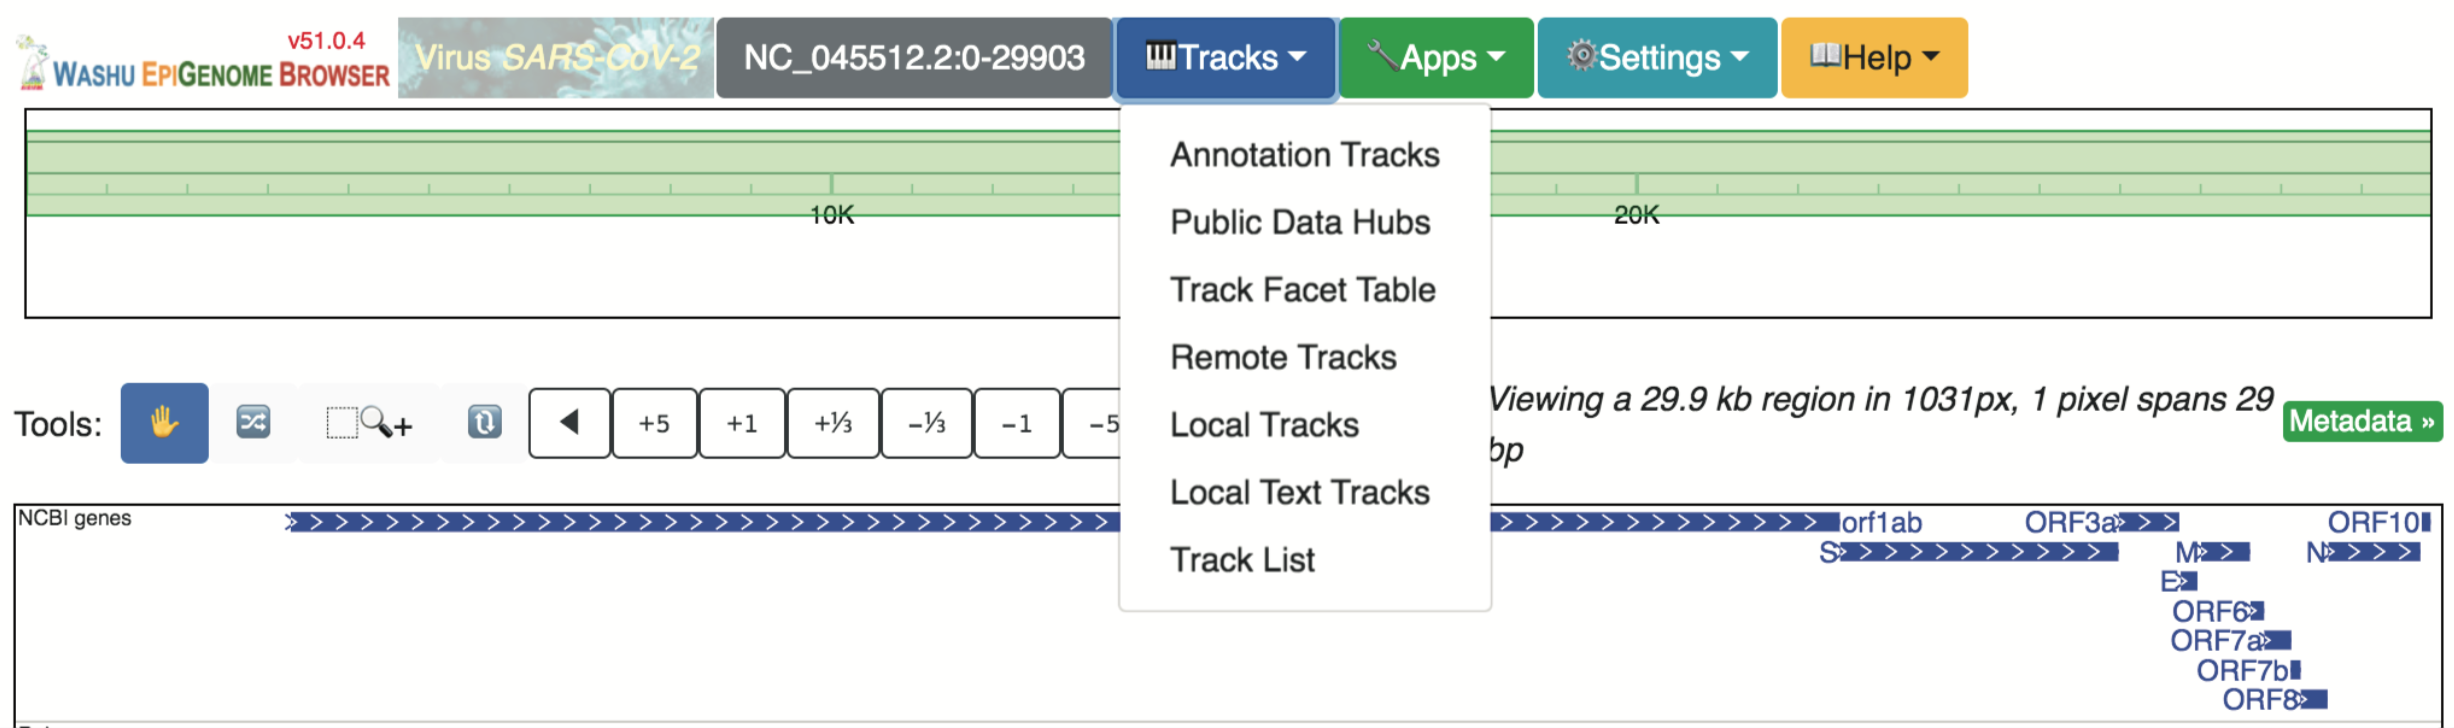 v51.0.4
WASHU EPIGENOME BROWSER
Virus SARS-CoV-2
NC_045512.2:0-29903
Tracks
Apps
Settings
Help
Annotation Tracks
Public Data Hubs
Track Facet Table
Remote Tracks
Local Tracks
Local Text Tracks
Track List
10K
20K
Tools:
+5
+1
+⅓
-⅓
-1
-5
Viewing a 29.9 kb region in 1031px, 1 pixel spans 29
bp
Metadata »
NCBI genes
orf1ab
ORF3a
ORF10
S
M
N
E
ORF6
ORF7a
ORF7b
ORF8